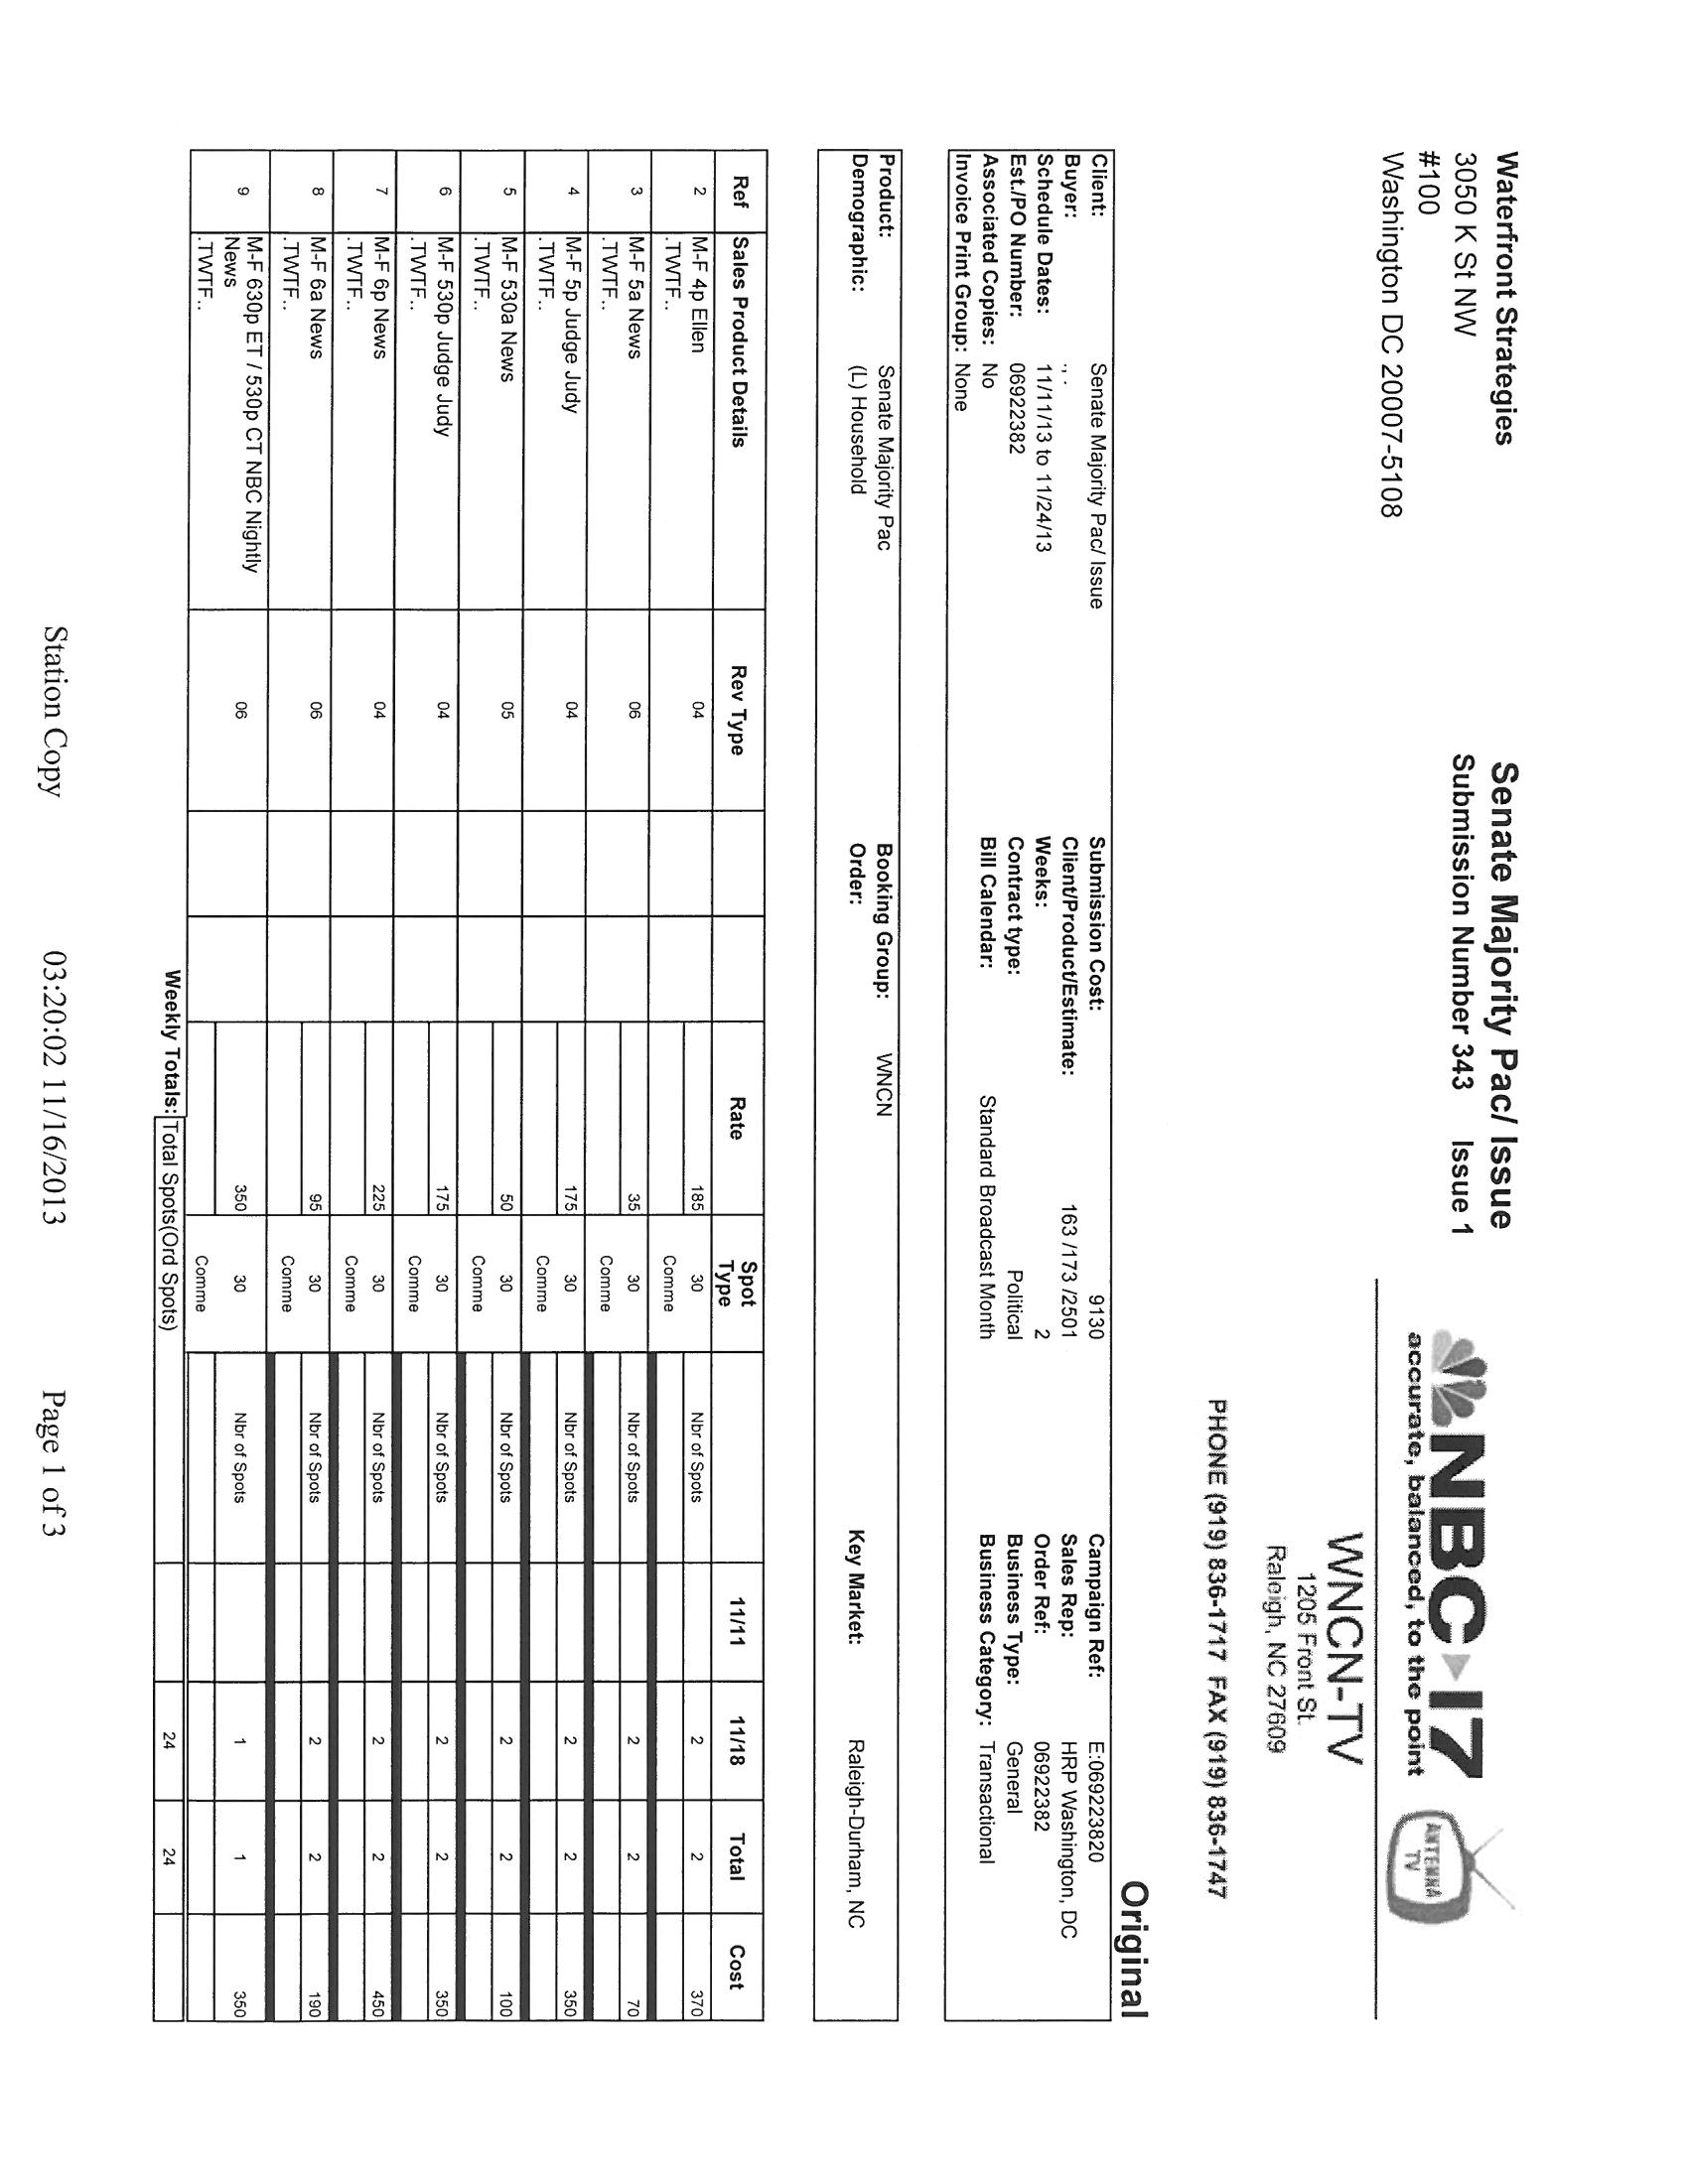 Waterfront Strategies
3050 K St NW
#100
Washington DC 20007-5108
Senate Majority Pac/ Issue
Submission Number 343 Issue 1
NBC 17
accurate, balanced, to the point
ANTENNA
TV
WNCN-TV
1205 Front St.
Raleigh, NC 27609
PHONE (919) 836-1717 FAX (919) 836-1747
Original
Client: Senate Majority Pac/ Issue Submission Cost: 9130 Campaign Ref: E:069223820
Buyer: ., . Client/Product/Estimate: 163 /173 /2501 Sales Rep: HRP Washington, DC
Schedule Dates: 11/11/13 to 11/24/13 Weeks: 2 Order Ref: 06922382
Est./PO Number: 06922382 Contract type: Political Business Type: General
Associated Copies: No Bill Calendar: Standard Broadcast Month Business Category: Transactional
Invoice Print Group: None
Product: Senate Majority Pac Booking Group: WNCN
Demographic: (L) Household Order: Key Market: Raleigh-Durham, NC
Ref Sales Product Details Rev Type Rate Spot Type 11/11 11/18 Total Cost
2 M-F 4p Ellen 04 185 30 Nbr of Spots 2 2 370
.TWTF.. Comme
3 M-F 5a News 06 35 30 Nbr of Spots 2 2 70
.TWTF.. Comme
4 M-F 5p Judge Judy 04 175 30 Nbr of Spots 2 2 350
.TWTF.. Comme
5 M-F 530a News 05 50 30 Nbr of Spots 2 2 100
.TWTF.. Comme
6 M-F 530p Judge Judy 04 175 30 Nbr of Spots 2 2 350
.TWTF.. Comme
7 M-F 6p News 04 225 30 Nbr of Spots 2 2 450
.TWTF.. Comme
8 M-F 6a News 06 95 30 Nbr of Spots 2 2 190
.TWTF.. Comme
9 M-F 630p ET / 530p CT NBC Nightly 06 350 30 Nbr of Spots 1 1 350
News
.TWTF.. Comme
Weekly Totals: Total Spots(Ord Spots) 24 24
Station Copy 03:20:02 11/16/2013 Page 1 of 3